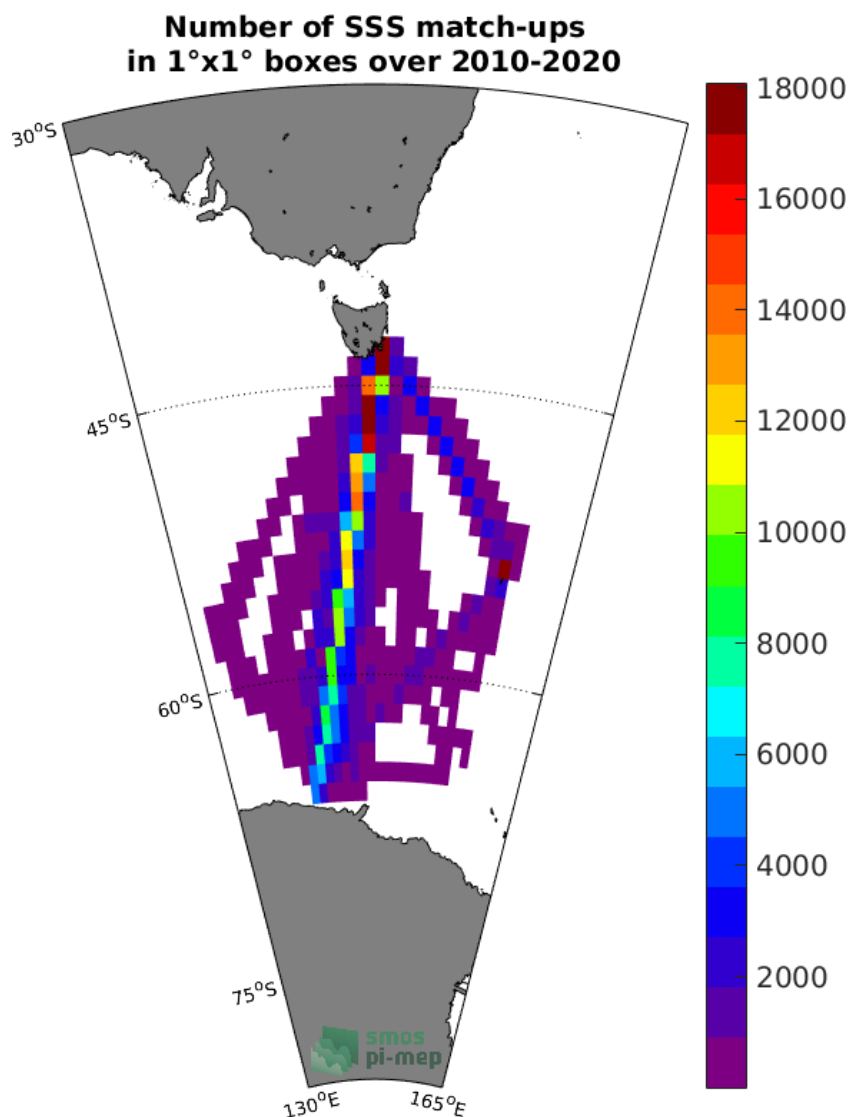 Number of SSS match-ups
in 1°x1° boxes over 2010-2020
30°S
45°S
60°S
75°S
130°E
165°E
18000
16000
14000
12000
10000
8000
6000
4000
2000
smos
pi-mep